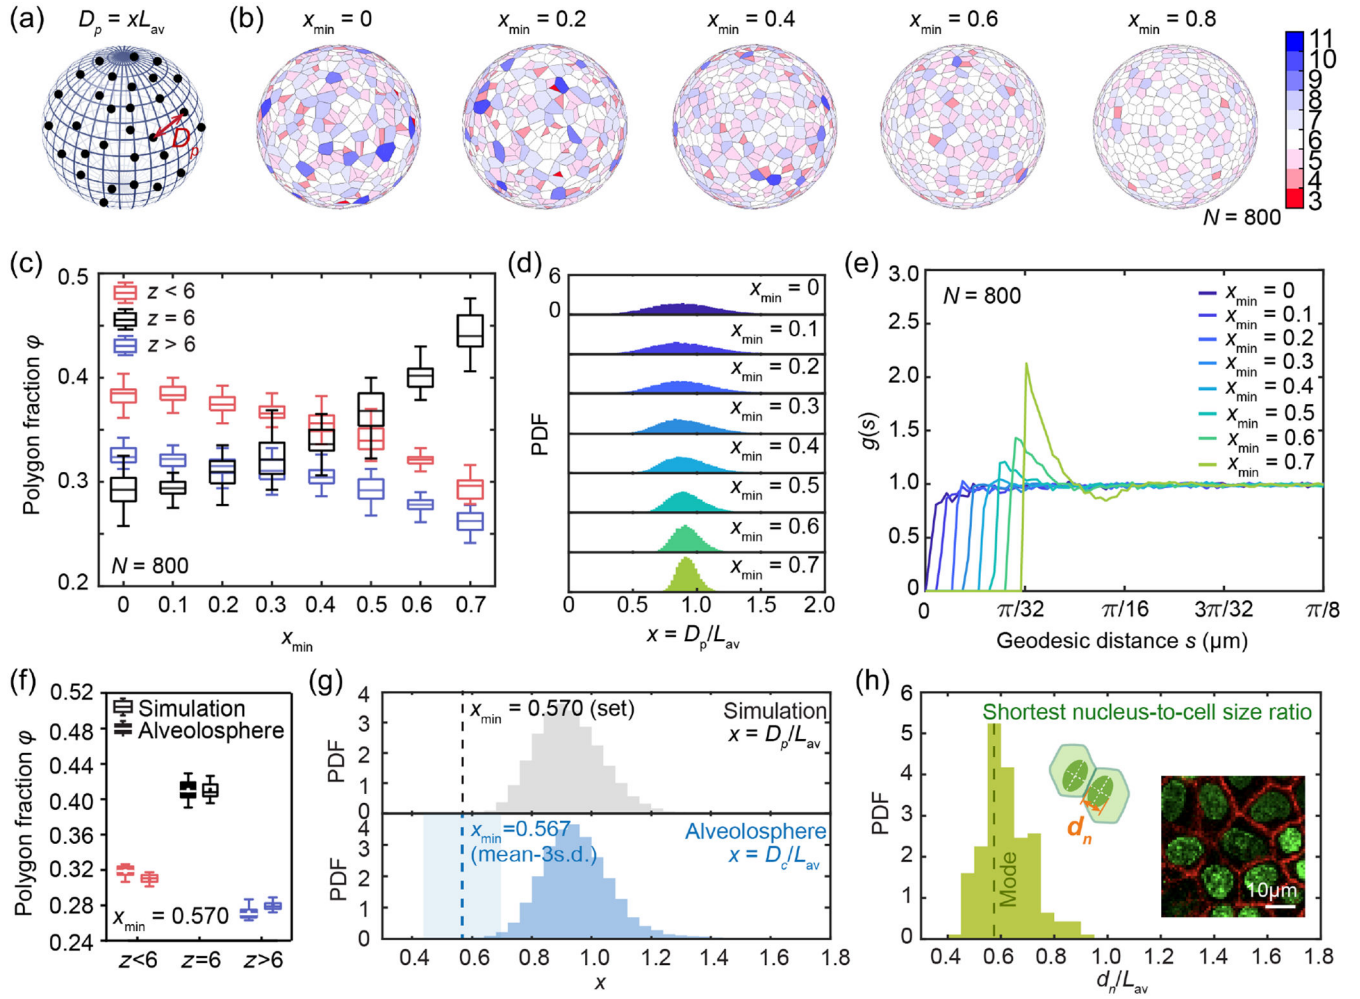 (a)
D_p = xL_av
D_p
(b)
x_min = 0
x_min = 0.2
x_min = 0.4
x_min = 0.6
x_min = 0.8
11
10
9
8
7
6
5
4
3
N = 800
(c)
0.5
0.4
0.3
0.2
Polygon fraction φ
z < 6
z = 6
z > 6
N = 800
0 0.1 0.2 0.3 0.4 0.5 0.6 0.7
x_min
(d)
6
0
PDF
x_min = 0
x_min = 0.1
x_min = 0.2
x_min = 0.3
x_min = 0.4
x_min = 0.5
x_min = 0.6
x_min = 0.7
0 0.5 1.0 1.5 2.0
x = D_p/L_av
(e)
3.0
2.5
2.0
1.5
1.0
0.5
0
g(s)
N = 800
x_min = 0
x_min = 0.1
x_min = 0.2
x_min = 0.3
x_min = 0.4
x_min = 0.5
x_min = 0.6
x_min = 0.7
0 π/32 π/16 3π/32 π/8
Geodesic distance s (μm)
(f)
0.52
0.48
0.44
0.40
0.36
0.32
0.28
0.24
Polygon fraction φ
Simulation
Alveolosphere
x_min = 0.570
z<6 z=6 z>6
(g)
4
3
2
1
0
PDF
x_min = 0.570 (set)
Simulation
x = D_p/L_av
4
3
2
1
0
PDF
x_min=0.567
(mean-3s.d.)
Alveolosphere
x = D_c/L_av
0.4 0.6 0.8 1.0 1.2 1.4 1.6 1.8
x
(h)
6
5
4
3
2
1
0
PDF
Shortest nucleus-to-cell size ratio
d_n
Mode
10μm
0.4 0.6 0.8 1.0 1.2 1.4 1.6 1.8
d_n/L_av